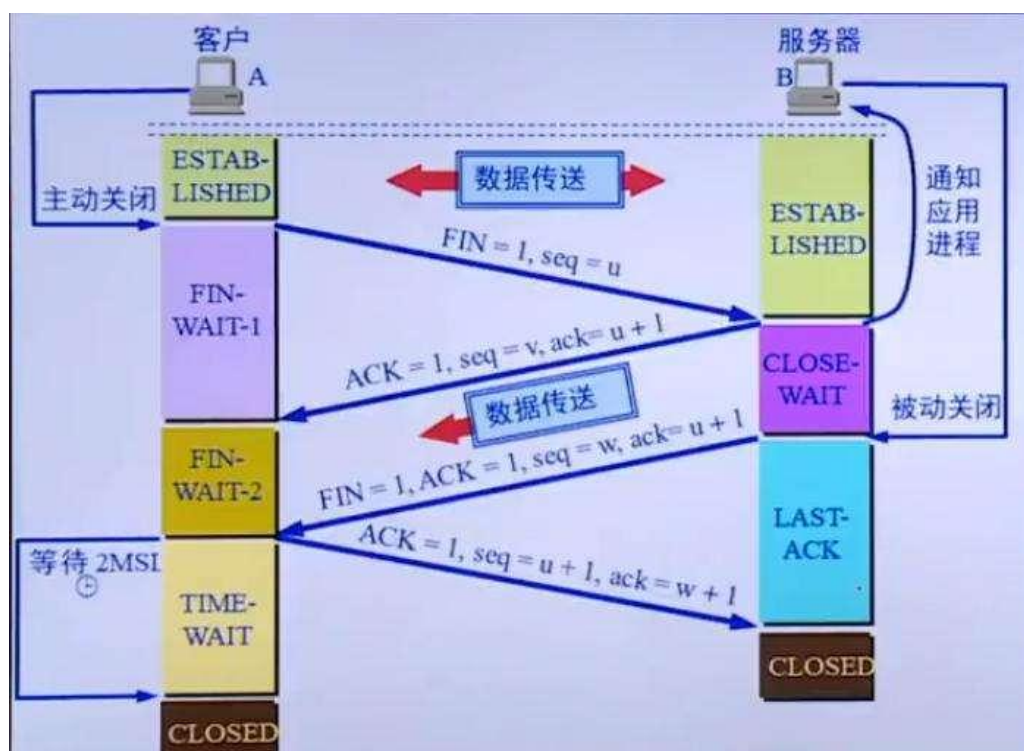 客户
A
服务器
B
ESTAB-
LISHED
数据传送
主动关闭
ESTAB-
LISHED
通知
应用
进程
FIN = 1, seq = u
FIN-
WAIT-1
ACK = 1, seq = v, ack= u + 1
CLOSE-
WAIT
数据传送
被动关闭
FIN-
WAIT-2
FIN = 1, ACK = 1, seq = w, ack= u + 1
LAST-
ACK
ACK = 1, seq = u + 1, ack = w + 1
等待 2MSL
TIME-
WAIT
CLOSED
CLOSED